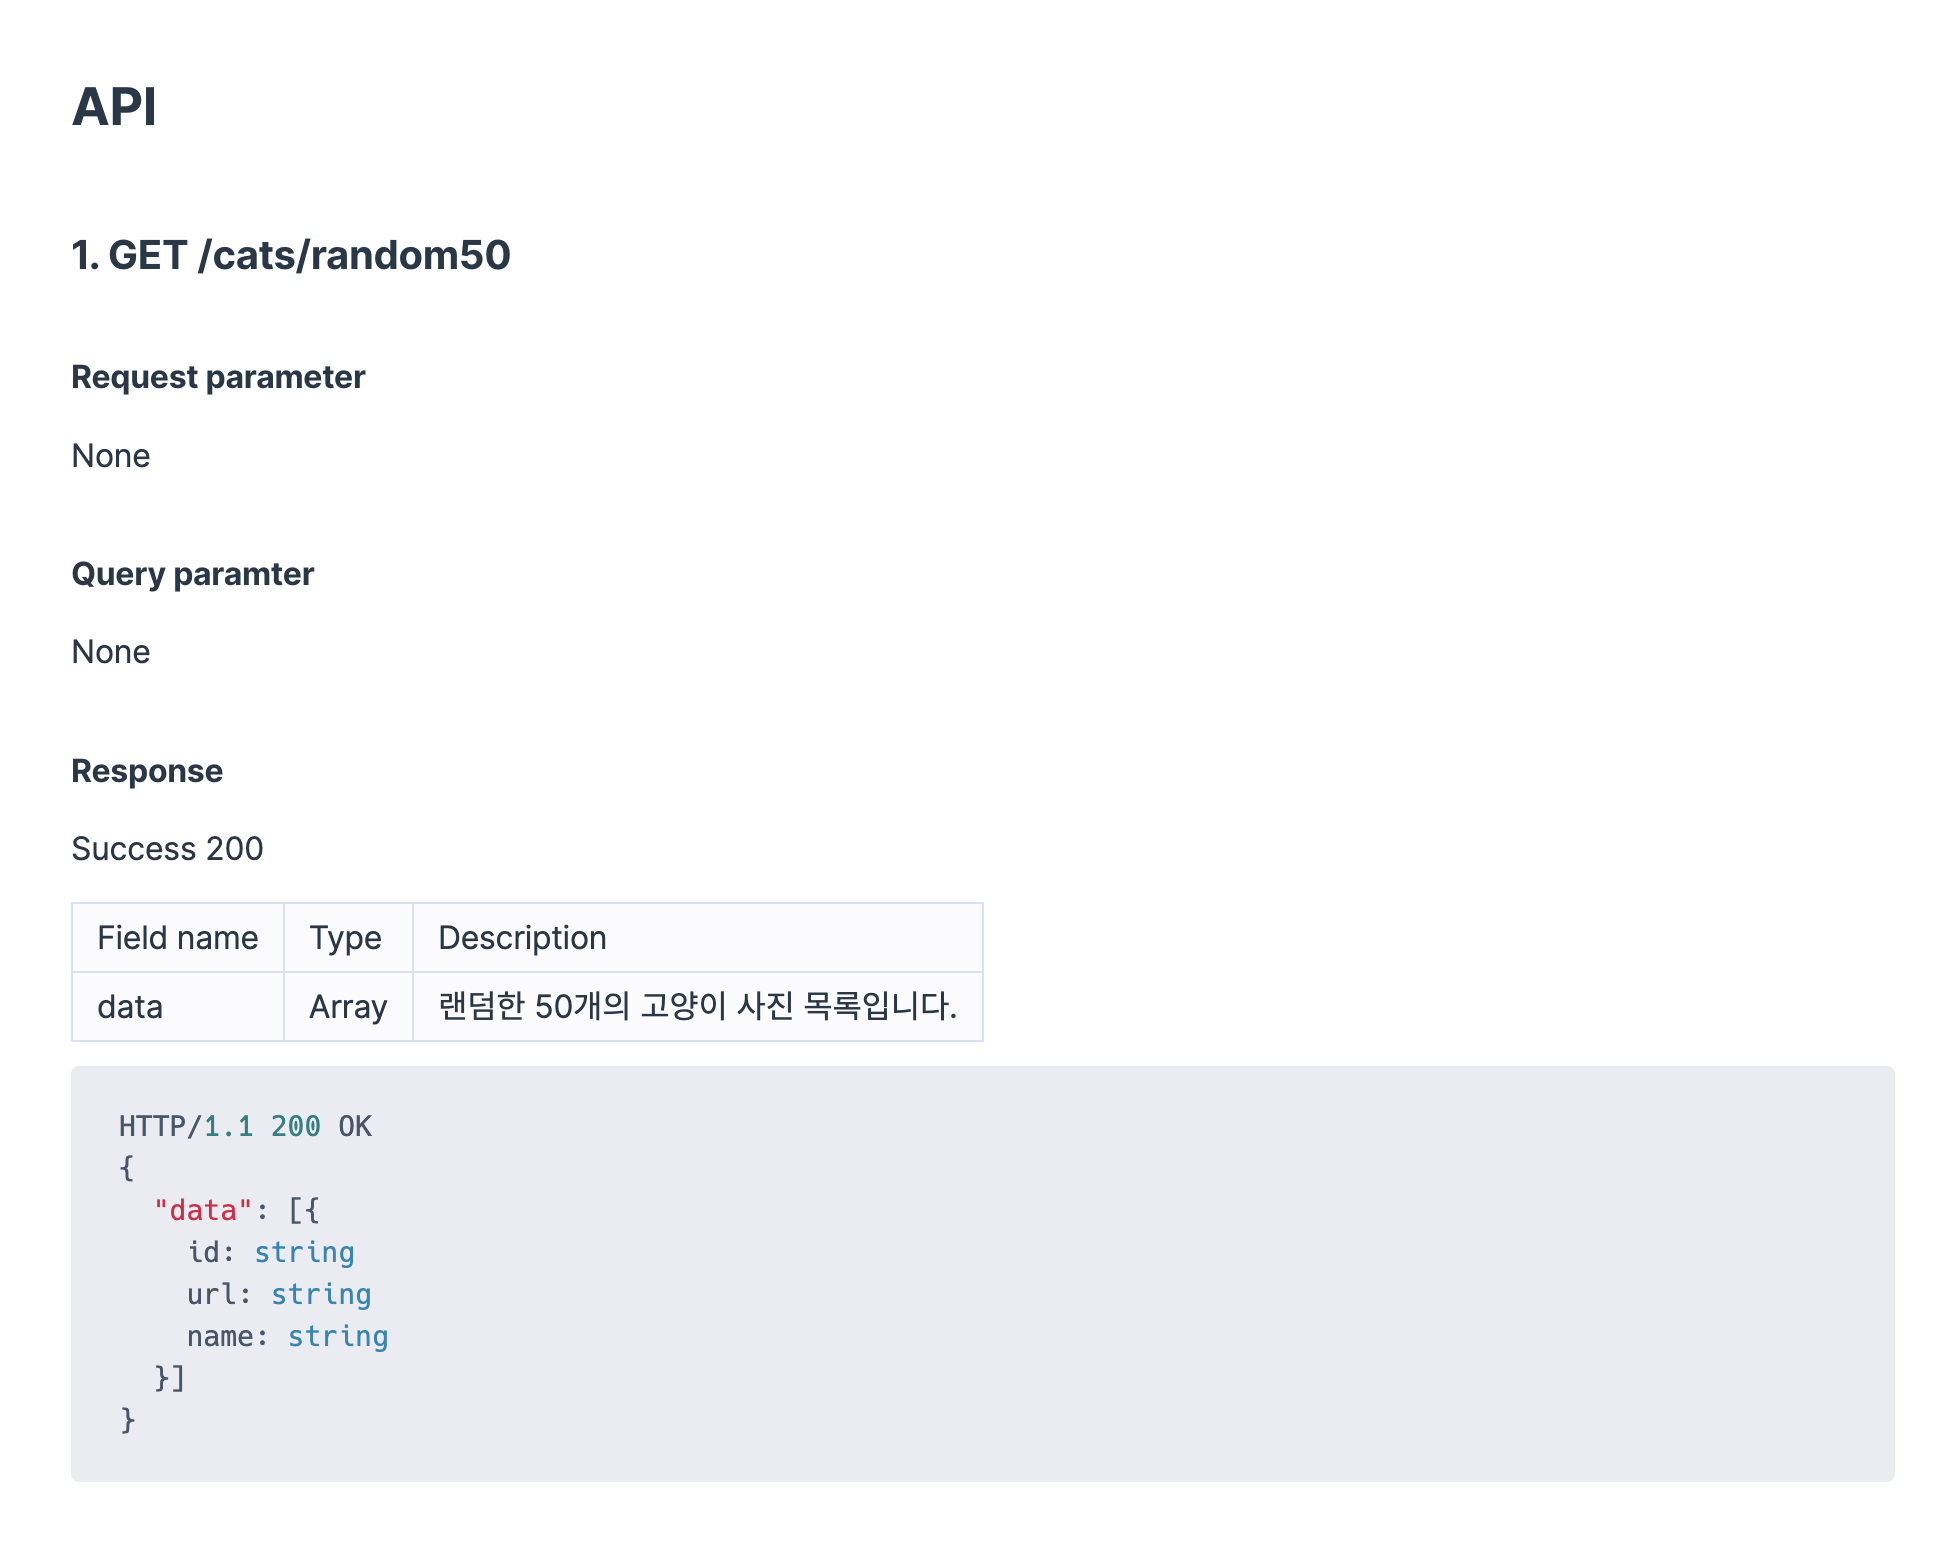 API
1. GET /cats/random50
Request parameter
None
Query paramter
None
Response
Success 200
Field name Type Description
data Array 랜덤한 50개의 고양이 사진 목록입니다.
HTTP/1.1 200 OK
{
  "data": [{
    id: string
    url: string
    name: string
  }]
}